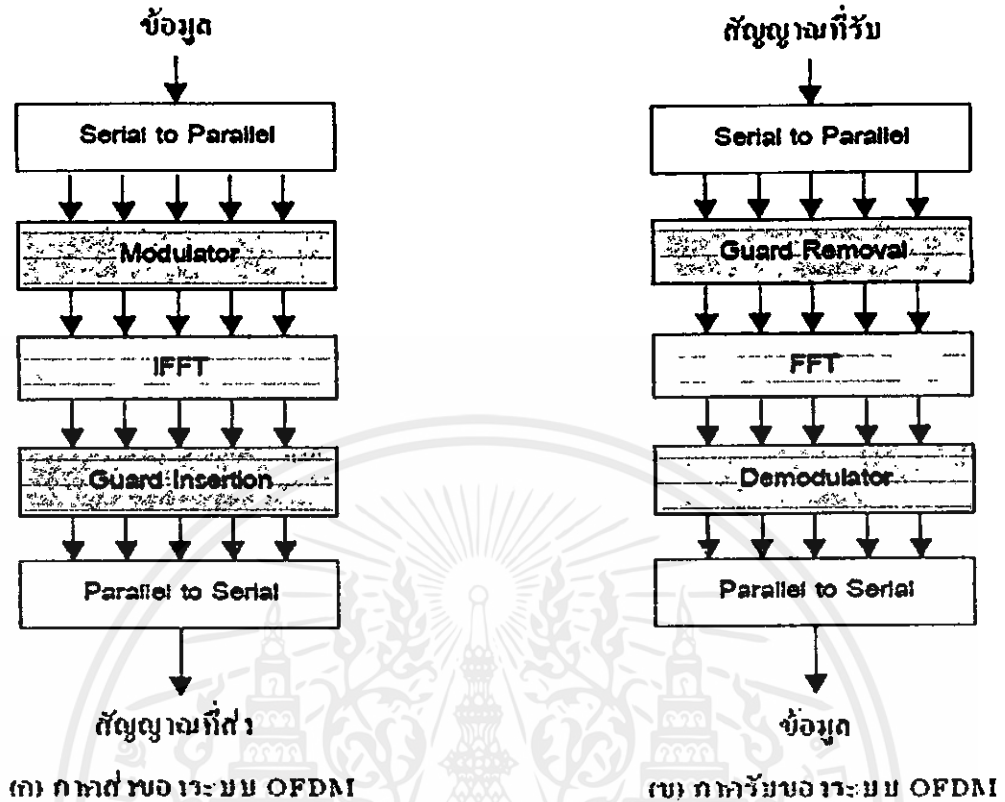 ข้อมูล
Serial to Parallel
Modulator
IFFT
Guard Insertion
Parallel to Serial
สัญญาณที่ส่ง
(ก) ภาคส่งของระบบ OFDM
สัญญาณที่รับ
Serial to Parallel
Guard Removal
FFT
Demodulator
Parallel to Serial
ข้อมูล
(ข) ภาครับของระบบ OFDM